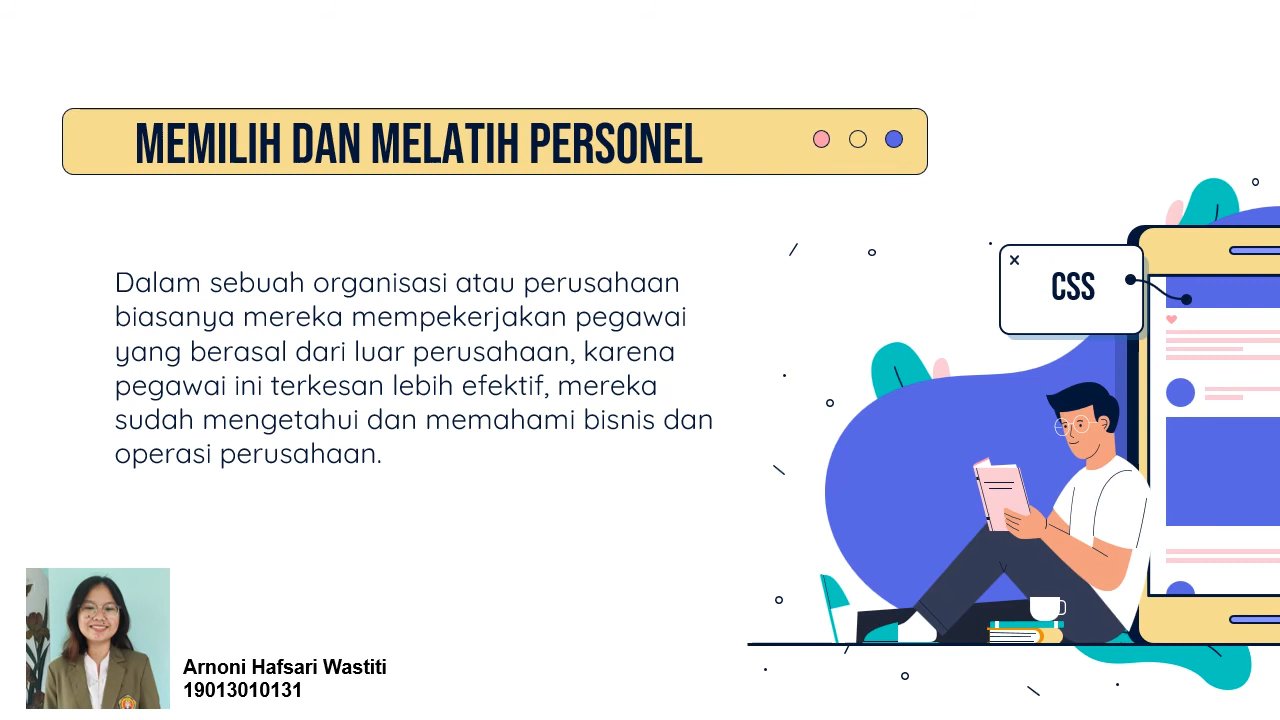 MEMILIH DAN MELATIH PERSONEL
Dalam sebuah organisasi atau perusahaan
biasanya mereka mempekerjakan pegawai
yang berasal dari luar perusahaan, karena
pegawai ini terkesan lebih efektif, mereka
sudah mengetahui dan memahami bisnis dan
operasi perusahaan.
CSS
Arnoni Hafsari Wastiti
19013010131